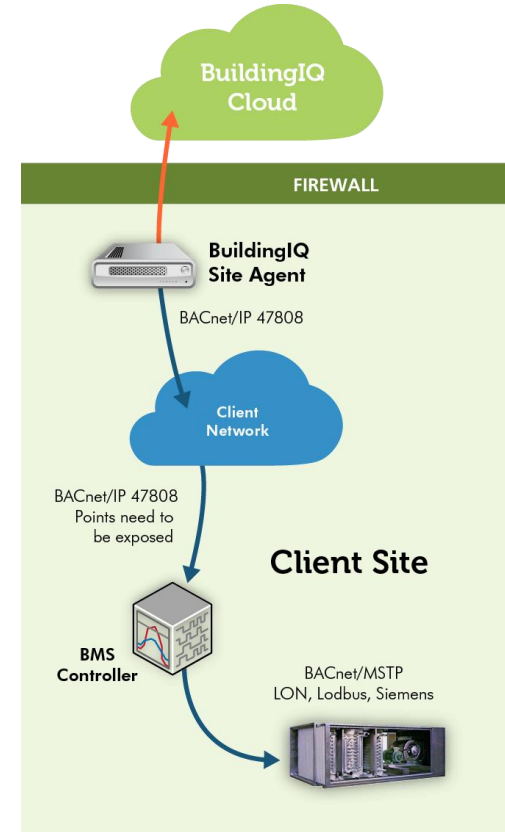 BuildingIQ
Cloud
FIREWALL
BuildingIQ
Site Agent
BACnet/IP 47808
Client
Network
BACnet/IP 47808
Points need to
be exposed
Client Site
BMS
Controller
BACnet/MSTP
LON, Lodbus, Siemens